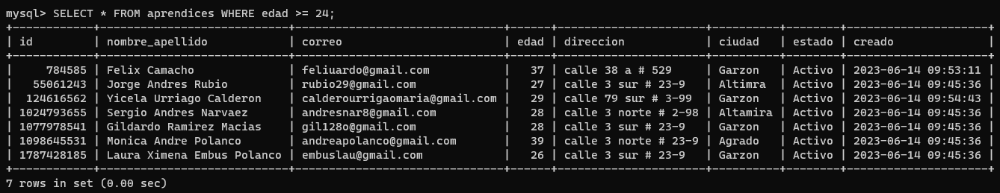 mysql> SELECT * FROM aprendices WHERE edad >= 24;
+------------+----------------------------+-------------------------------+------+----------------------+----------+--------+---------------------+
| id         | nombre_apellido            | correo                        | edad | direccion            | ciudad   | estado | creado              |
+------------+----------------------------+-------------------------------+------+----------------------+----------+--------+---------------------+
|     784585 | Felix Camacho              | feliuardo@gmail.com           |   37 | calle 38 a # 529     | Garzon   | Activo | 2023-06-14 09:53:11 |
|   55061243 | Jorge Andres Rubio         | rubio29@gmail.com             |   27 | calle 3 sur # 23-9   | Altimra  | Activo | 2023-06-14 09:45:36 |
|  124616562 | Yicela Urriago Calderon    | calderourrigaomaria@gmail.com |   29 | calle 79 sur # 3-99  | Garzon   | Activo | 2023-06-14 09:54:43 |
| 1024793655 | Sergio Andres Narvaez      | andresnar8@gmail.com          |   28 | calle 3 norte # 2-98 | Altamira | Activo | 2023-06-14 09:45:36 |
| 1077978541 | Gildardo Ramirez Macias    | gil128o@gmail.com             |   28 | calle 3 sur # 23-9   | Garzon   | Activo | 2023-06-14 09:45:36 |
| 1098645531 | Monica Andre Polanco       | andreapolanco@gmail.com       |   39 | calle 3 norte # 23-9 | Agrado   | Activo | 2023-06-14 09:45:36 |
| 1787428185 | Laura Ximena Embus Polanco | embuslau@gmail.com            |   26 | calle 3 sur # 23-9   | Garzon   | Activo | 2023-06-14 09:45:36 |
+------------+----------------------------+-------------------------------+------+----------------------+----------+--------+---------------------+
7 rows in set (0.00 sec)